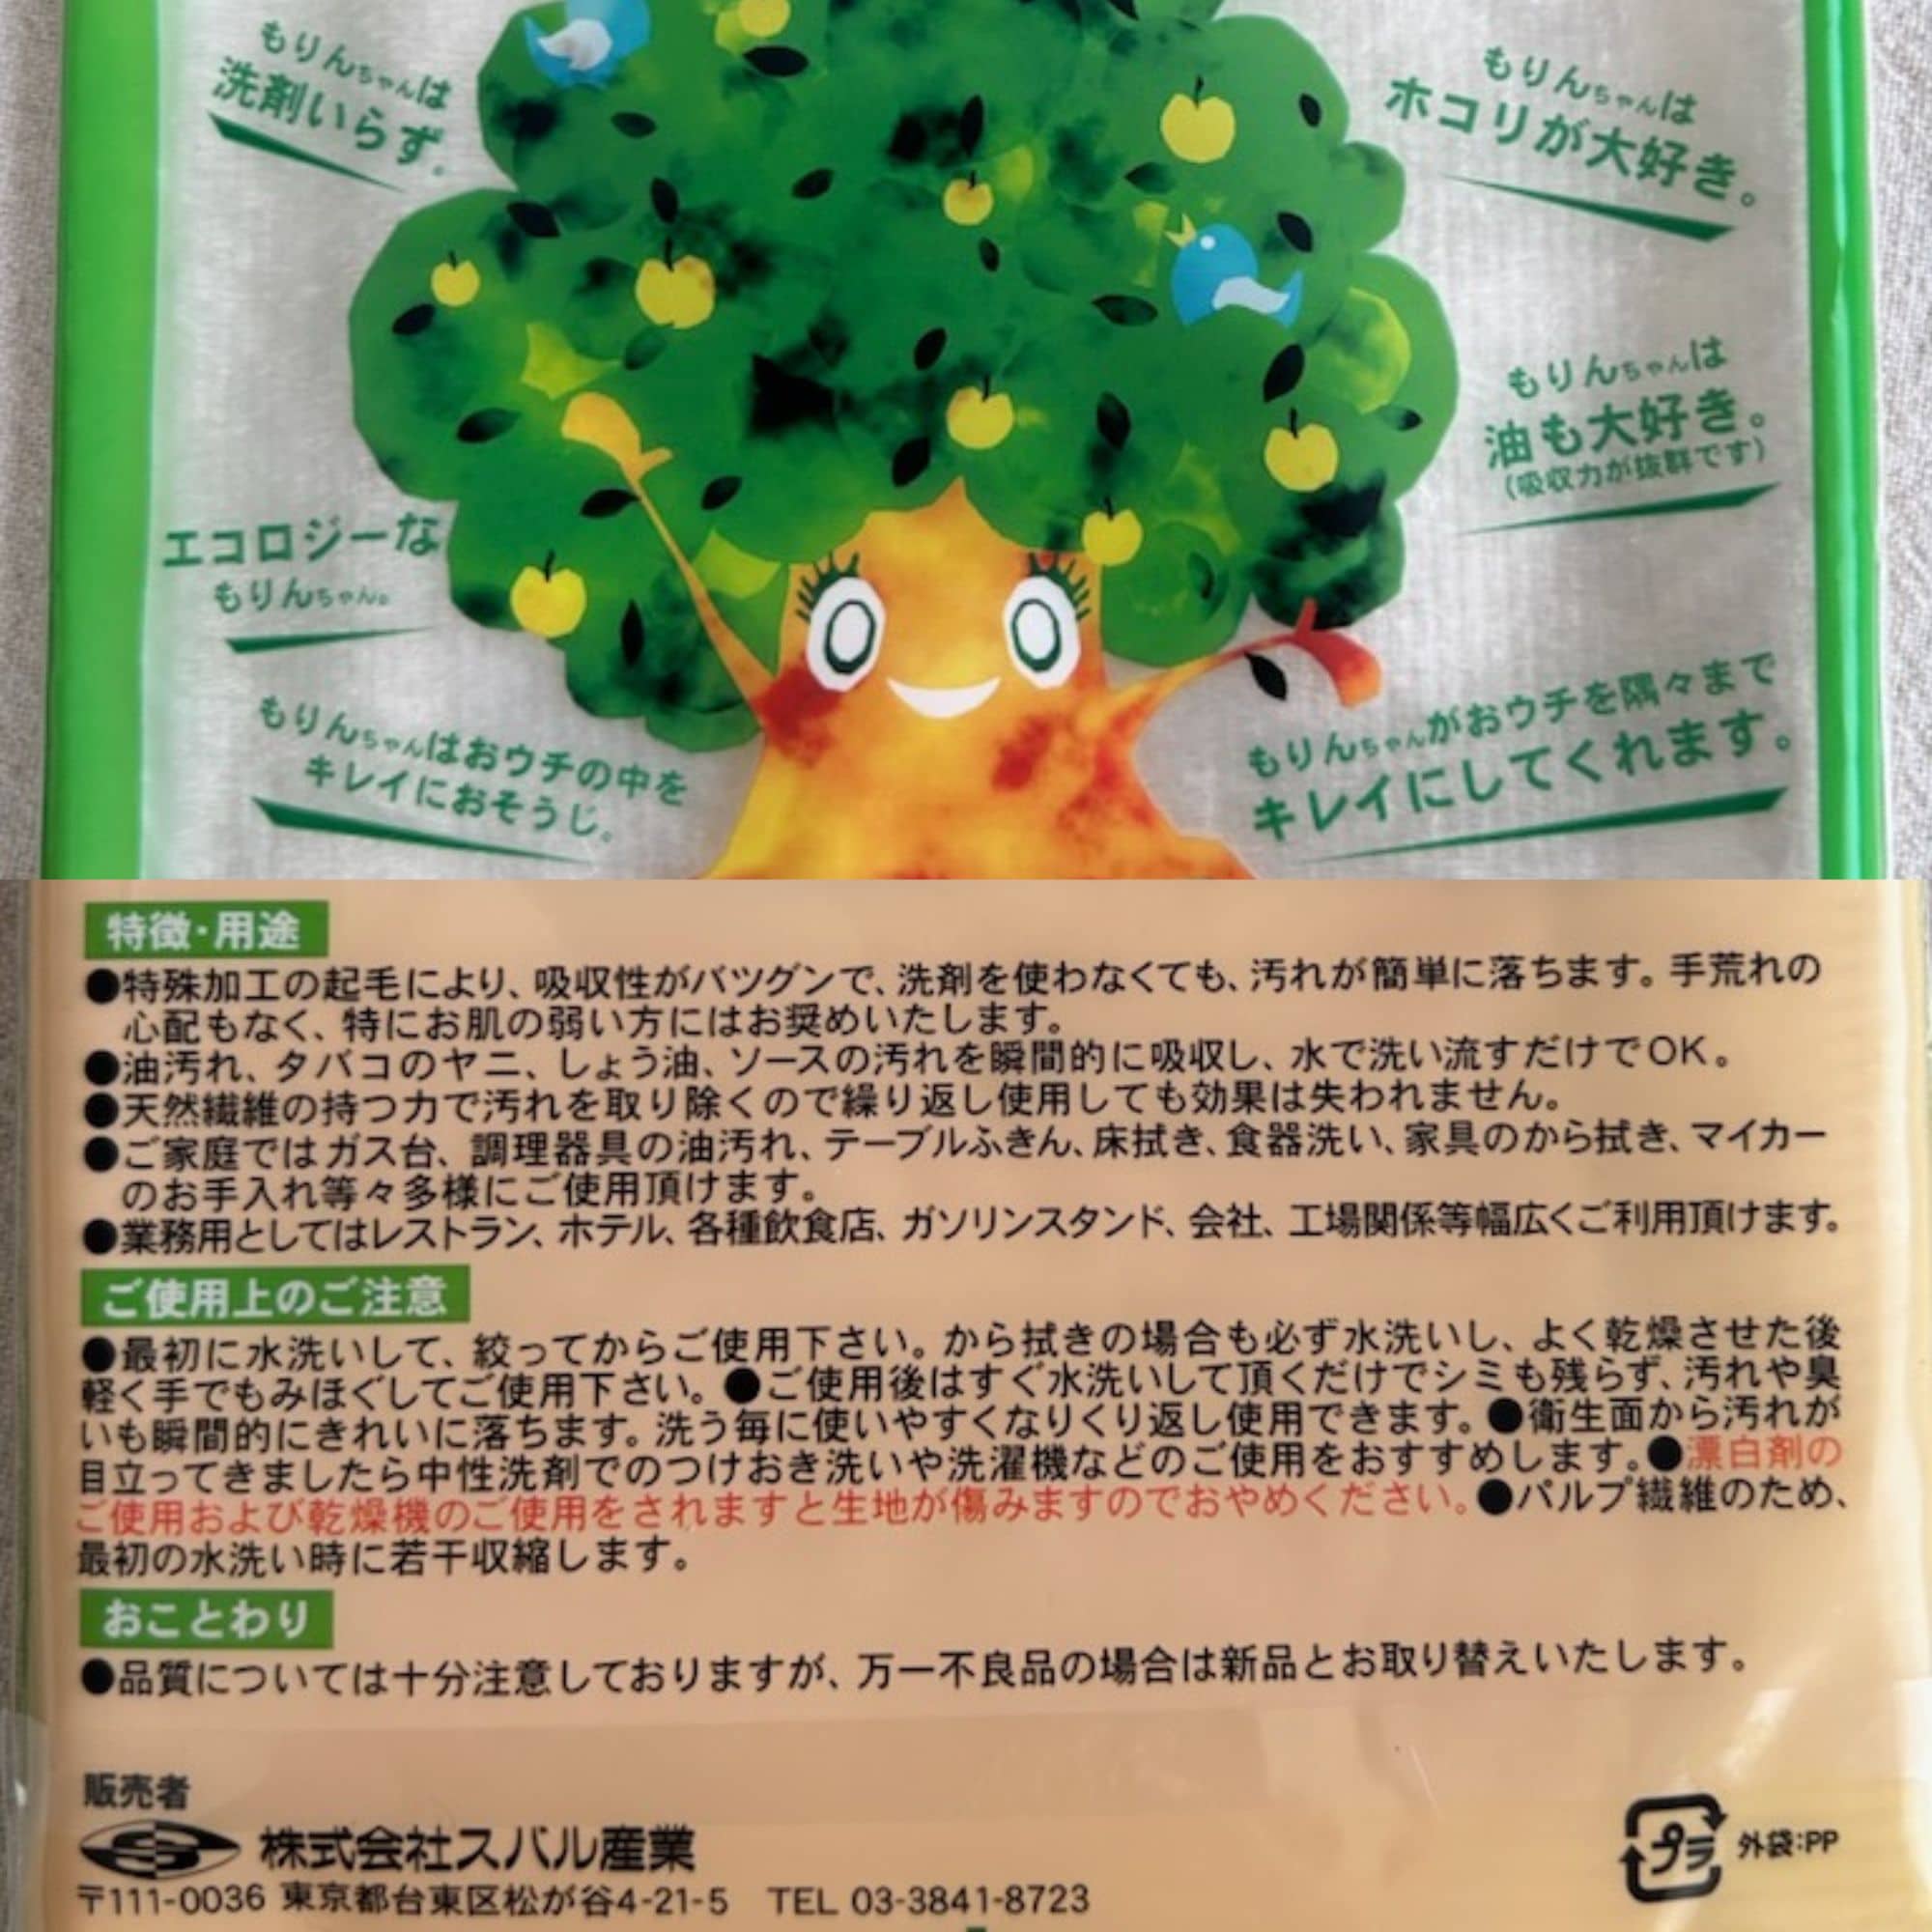 もりんちゃんは
洗剤いらず。
もりんちゃんは
ホコリが大好き。
もりんちゃんは
油も大好き。
(吸収力が抜群です)
エコロジーな
もりんちゃん。
もりんちゃんはおウチの中を
キレイにおそうじ。
もりんちゃんがおウチを隅々まで
キレイにしてくれます。
特徴・用途
●特殊加工の起毛により、吸収性がバツグンで、洗剤を使わなくても、汚れが簡単に落ちます。手荒れの
心配もなく、特にお肌の弱い方にはお奨めいたします。
●油汚れ、タバコのヤニ、しょう油、ソースの汚れを瞬間的に吸収し、水で洗い流すだけでOK。
●天然繊維の持つ力で汚れを取り除くので繰り返し使用しても効果は失われません。
●ご家庭ではガス台、調理器具の油汚れ、テーブルふきん、床拭き、食器洗い、家具のから拭き、マイカー
のお手入れ等々多様にご使用頂けます。
●業務用としてはレストラン、ホテル、各種飲食店、ガソリンスタンド、会社、工場関係等幅広くご利用頂けます。
ご使用上のご注意
●最初に水洗いして、絞ってからご使用下さい。から拭きの場合も必ず水洗いし、よく乾燥させた後
軽く手でもみほぐしてご使用下さい。●ご使用後はすぐ水洗いして頂くだけでシミも残らず、汚れや臭
いも瞬間的にきれいに落ちます。洗う毎に使いやすくなりくり返し使用できます。●衛生面から汚れが
目立ってきましたら中性洗剤でのつけおき洗いや洗濯機などのご使用をおすすめします。●漂白剤の
ご使用および乾燥機のご使用をされますと生地が傷みますのでおやめください。●パルプ繊維のため、
最初の水洗い時に若干収縮します。
おことわり
●品質については十分注意しておりますが、万一不良品の場合は新品とお取り替えいたします。
販売者
株式会社スバル産業
〒111-0036 東京都台東区松が谷4-21-5 TEL 03-3841-8723
プラ 外袋:PP